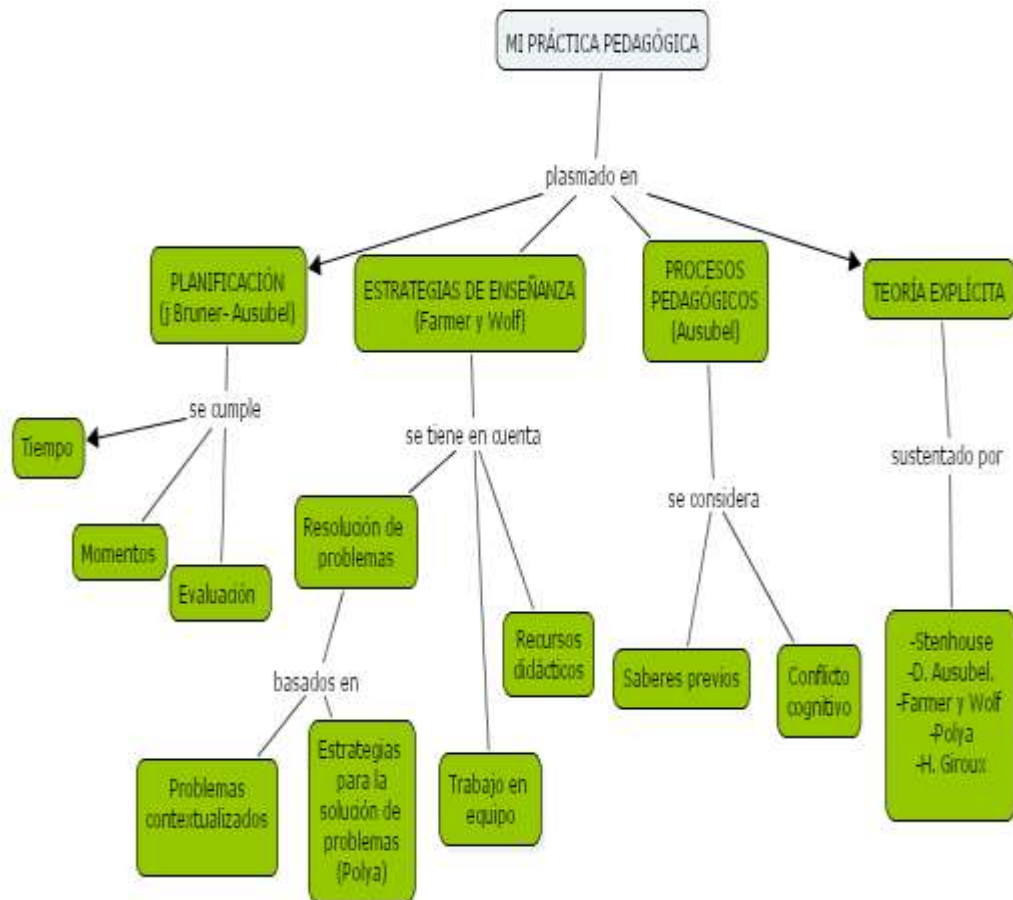 MI PRÁCTICA PEDAGÓGICA
plasmado en
PLANIFICACIÓN
(j Bruner- Ausubel)
ESTRATEGIAS DE ENSEÑANZA
(Farmer y Wolf)
PROCESOS
PEDAGÓGICOS
(Ausubel)
TEORÍA EXPLÍCITA
se cumple
Tiempo
Momentos
Evaluación
se tiene en cuenta
Resolución de
problemas
basados en
Problemas
contextualizados
Estrategias
para la
solución de
problemas
(Polya)
Trabajo en
equipo
Recursos
didácticos
se considera
Saberes previos
Conflicto
cognitivo
sustentado por
-Stenhouse
-D. Ausubel.
-Farmer y Wolf
-Polya
-H. Giroux